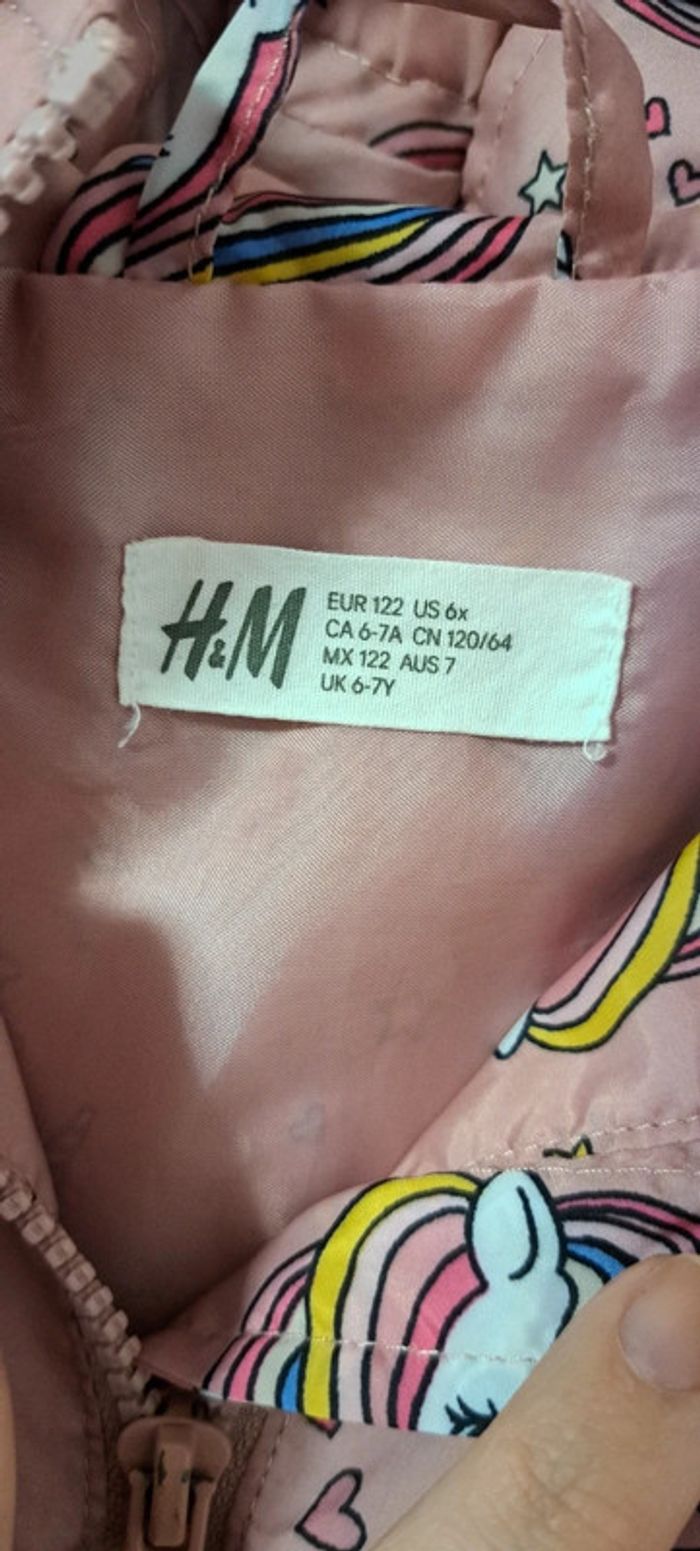 H&M
EUR 122 US 6x
CA 6-7A CN 120/64
MX 122 AUS 7
UK 6-7Y